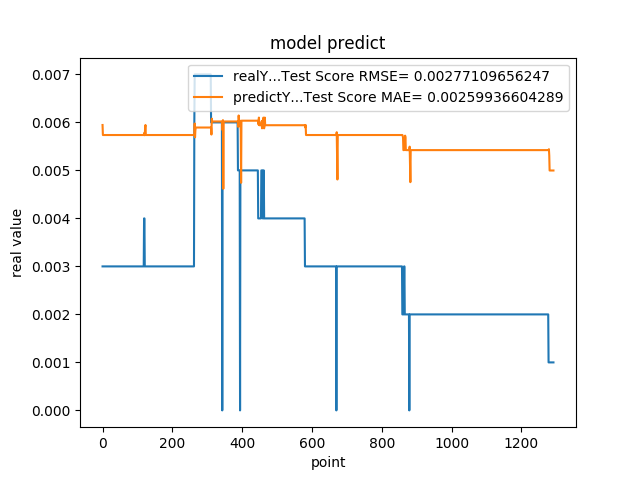 model predict
realY...Test Score RMSE= 0.00277109656247
predictY...Test Score MAE= 0.00259936604289
0.007
0.006
0.005
0.004
0.003
0.002
0.001
0.000
real value
0 200 400 600 800 1000 1200
point